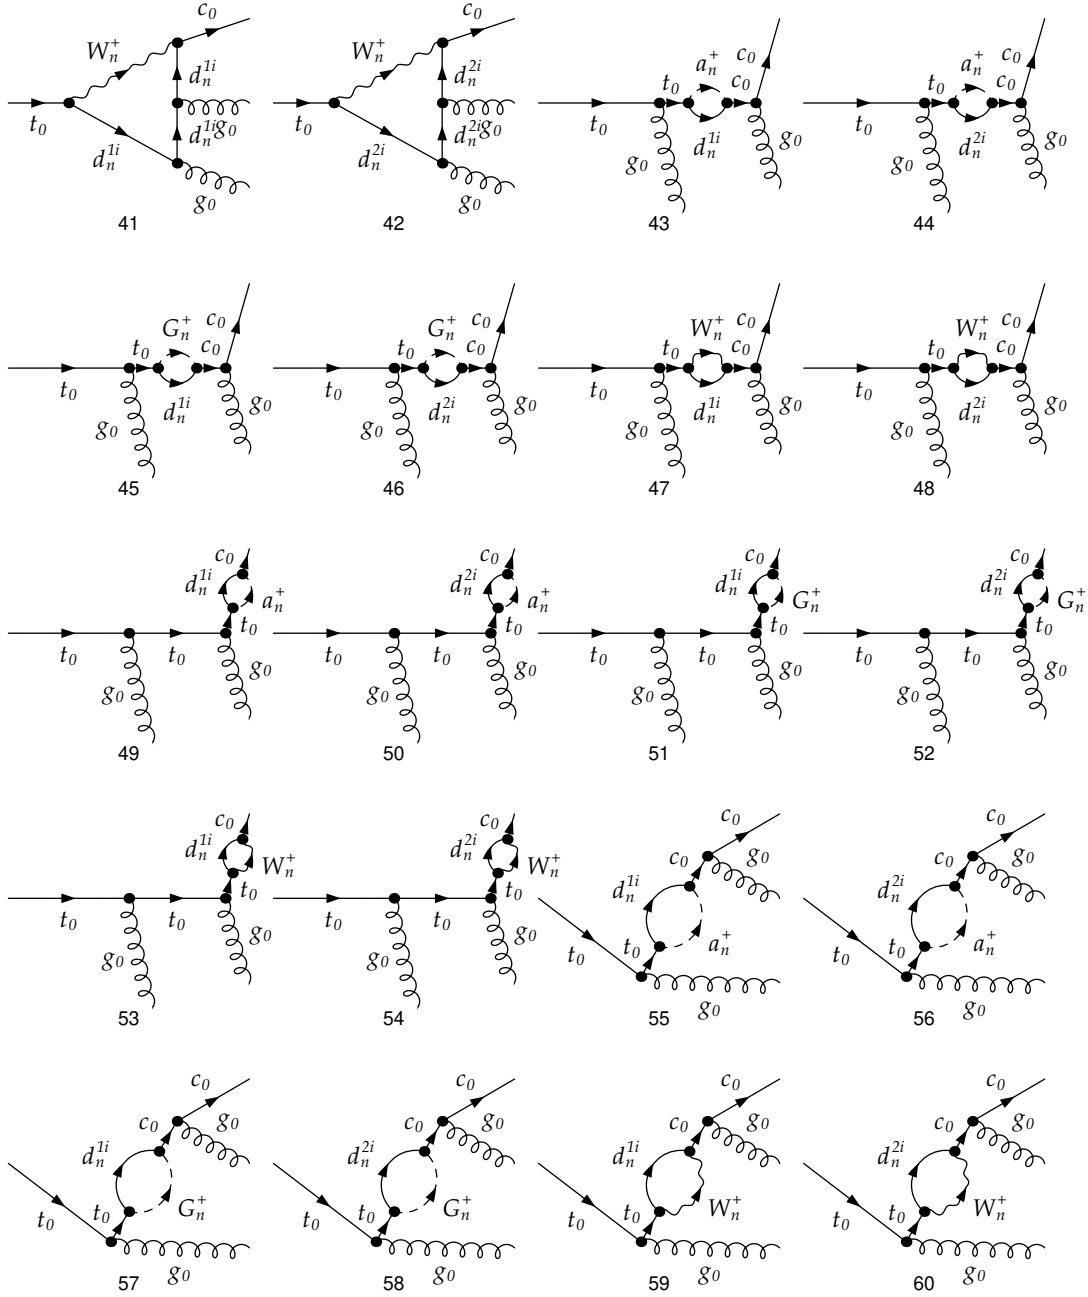 c₀ c₀
W_n^+ W_n^+ a_n^+ c₀ a_n^+ c₀
d_n^{1i} d_n^{2i} t₀ c₀ t₀ c₀
t₀ d_n^{1i} g₀ t₀ d_n^{2i} g₀ t₀ d_n^{1i} g₀ t₀ d_n^{2i} g₀
d_n^{1i} d_n^{2i} g₀ g₀
g₀ g₀
41 42 43 44
G_n^+ c₀ G_n^+ c₀ W_n^+ c₀ W_n^+ c₀
t₀ c₀ t₀ c₀ t₀ c₀ t₀ c₀
t₀ d_n^{1i} g₀ t₀ d_n^{2i} g₀ t₀ d_n^{1i} g₀ t₀ d_n^{2i} g₀
g₀ g₀ g₀ g₀
45 46 47 48
c₀ c₀ c₀ c₀
d_n^{1i} a_n^+ d_n^{2i} a_n^+ d_n^{1i} G_n^+ d_n^{2i} G_n^+
t₀ t₀ t₀ t₀
t₀ t₀ g₀ t₀ t₀ g₀ t₀ t₀ g₀ t₀ t₀ g₀
g₀ g₀ g₀ g₀
49 50 51 52
c₀ c₀ c₀ c₀
d_n^{1i} W_n^+ d_n^{2i} W_n^+ c₀ g₀ c₀ g₀
t₀ t₀ d_n^{1i} d_n^{2i}
t₀ t₀ g₀ t₀ t₀ g₀ t₀ t₀ a_n^+ t₀ t₀ a_n^+
g₀ g₀ g₀ g₀
53 54 55 56
c₀ c₀ c₀ c₀
c₀ g₀ c₀ g₀ c₀ g₀ c₀ g₀
d_n^{1i} d_n^{2i} d_n^{1i} d_n^{2i}
t₀ t₀ G_n^+ t₀ t₀ G_n^+ t₀ t₀ W_n^+ t₀ t₀ W_n^+
g₀ g₀ g₀ g₀
57 58 59 60